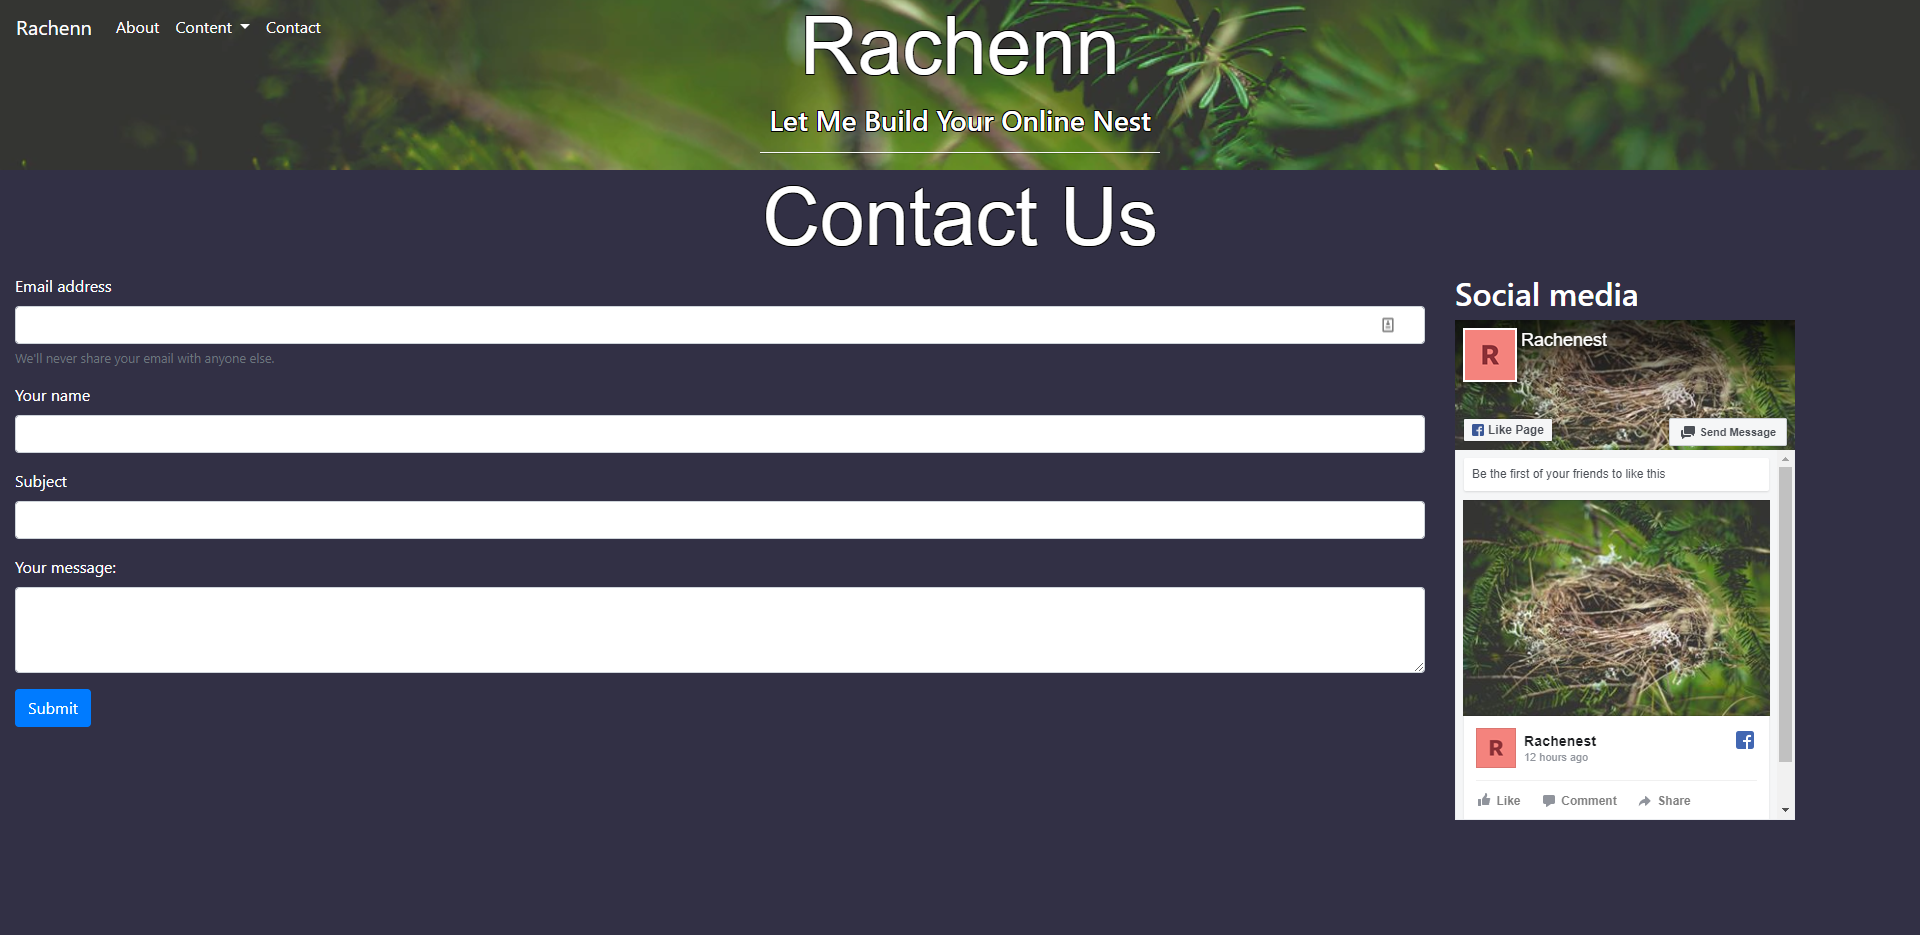 Rachenn About Content Contact
Rachenn
Let Me Build Your Online Nest
Contact Us
Email address
We'll never share your email with anyone else.
Your name
Subject
Your message:
Submit
Social media
R Rachenest
Like Page Send Message
Be the first of your friends to like this
R Rachenest
12 hours ago
Like Comment Share